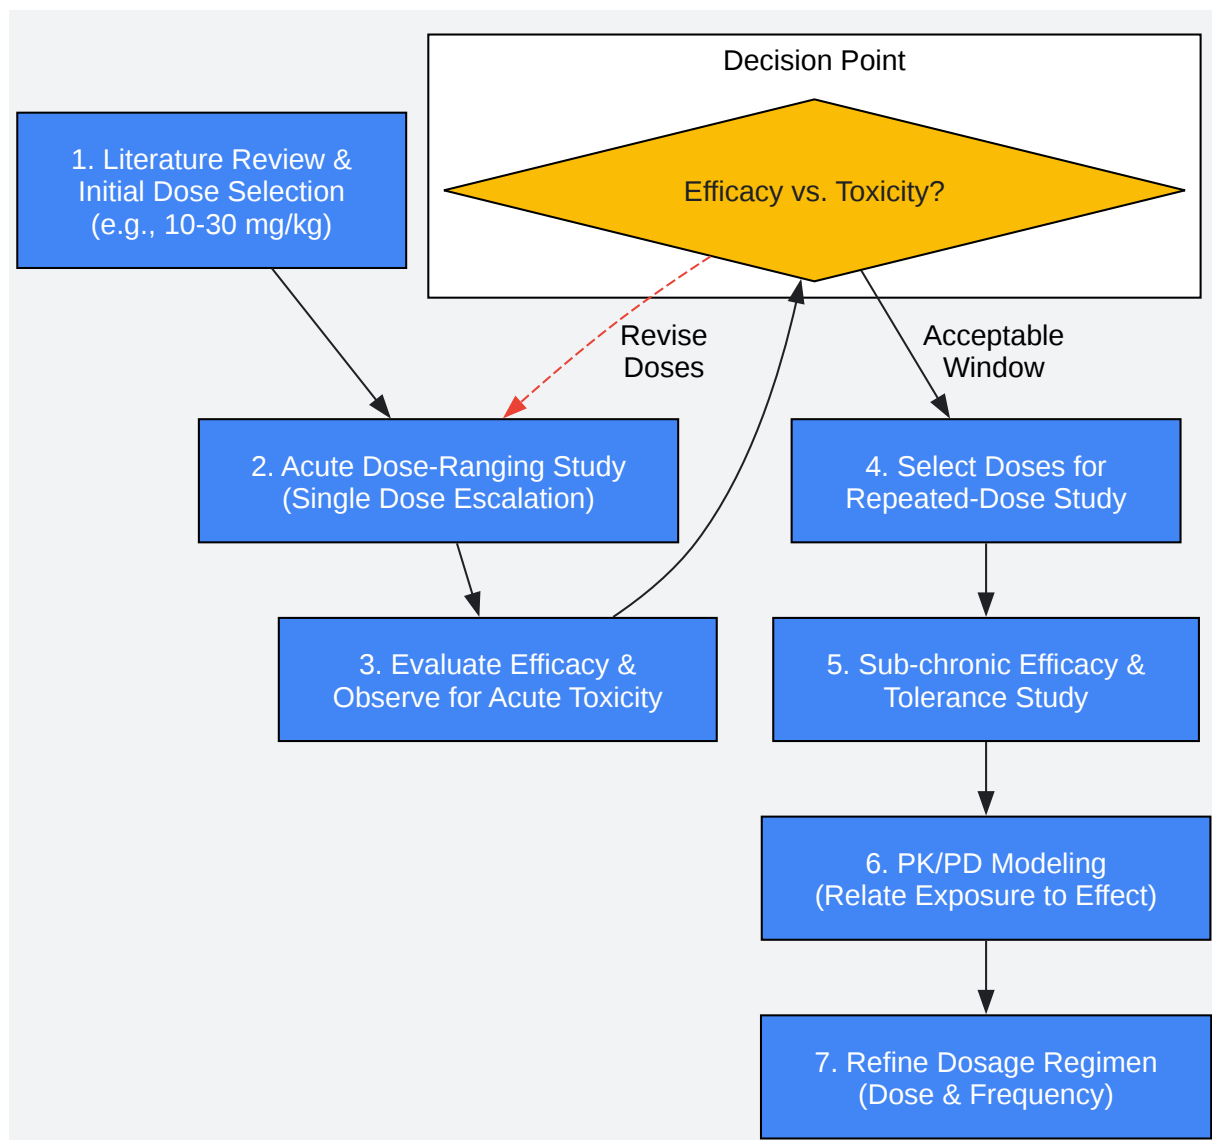 Decision Point
1. Literature Review &
Initial Dose Selection
(e.g., 10-30 mg/kg)
Efficacy vs. Toxicity?
Revise
Doses
Acceptable
Window
2. Acute Dose-Ranging Study
(Single Dose Escalation)
4. Select Doses for
Repeated-Dose Study
3. Evaluate Efficacy &
Observe for Acute Toxicity
5. Sub-chronic Efficacy &
Tolerance Study
6. PK/PD Modeling
(Relate Exposure to Effect)
7. Refine Dosage Regimen
(Dose & Frequency)